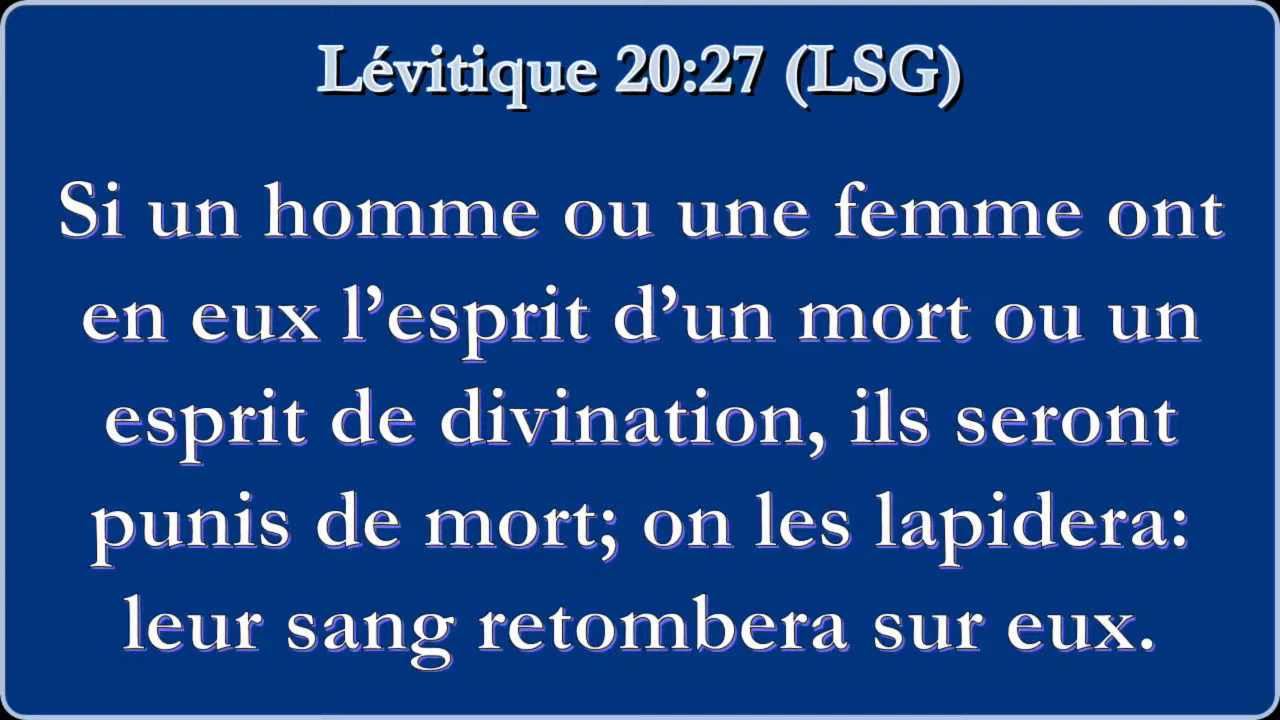 Lévitique 20:27 (LSG)
Si un homme ou une femme ont
en eux l’esprit d’un mort ou un
esprit de divination, ils seront
punis de mort; on les lapidera:
leur sang retombera sur eux.